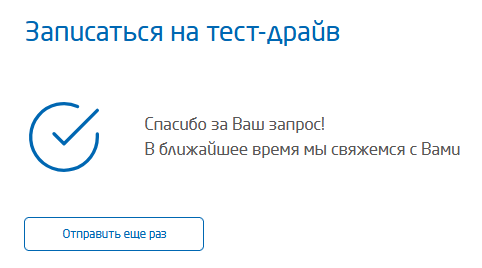 Записаться на тест-драйв
Спасибо за Ваш запрос!
В ближайшее время мы свяжемся с Вами
Отправить еще раз